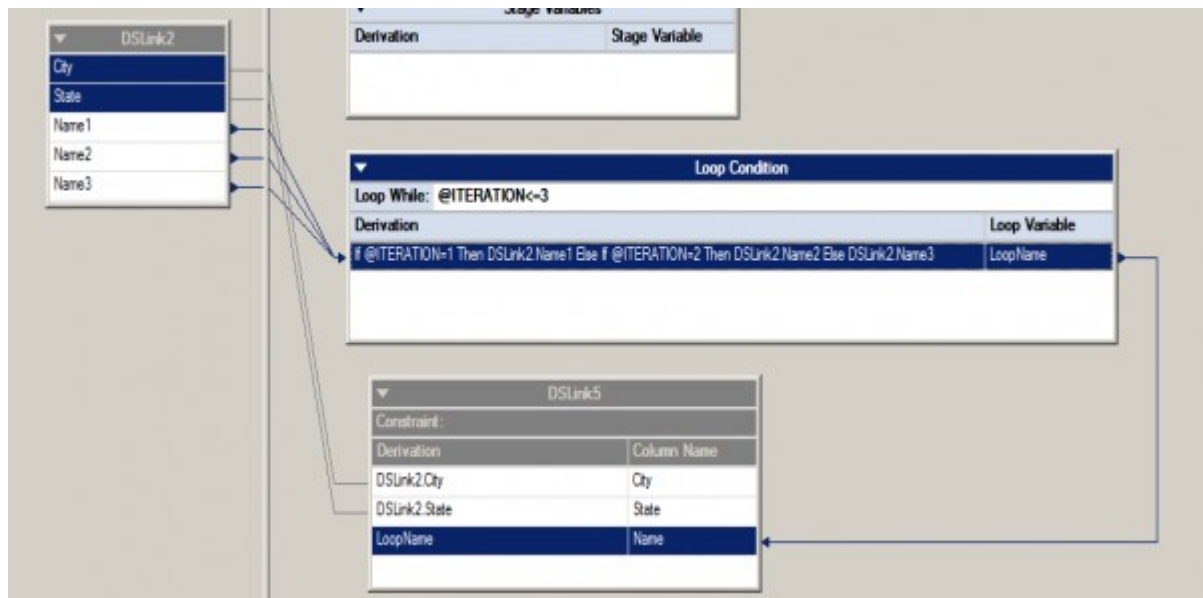 Stage Variables
Derivation Stage Variable
DSLink2
City
State
Name1
Name2
Name3
Loop Condition
Loop While: @ITERATION<=3
Derivation Loop Variable
If @ITERATION=1 Then DSLink2.Name1 Else If @ITERATION=2 Then DSLink2.Name2 Else DSLink2.Name3 LoopName
DSLink5
Constraint:
Derivation Column Name
DSLink2.City City
DSLink2.State State
LoopName Name